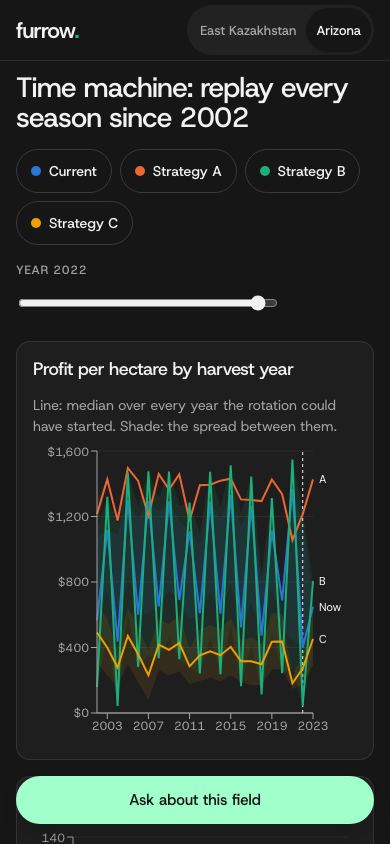 furrow.
East Kazakhstan
Arizona
Time machine: replay every
season since 2002
Current
Strategy A
Strategy B
Strategy C
YEAR 2022
Profit per hectare by harvest year
Line: median over every year the rotation could
have started. Shade: the spread between them.
$1,600
A
$1,200
$800
B
Now
C
$400
$0
2003 2007 2011 2015 2019 2023
Ask about this field
140